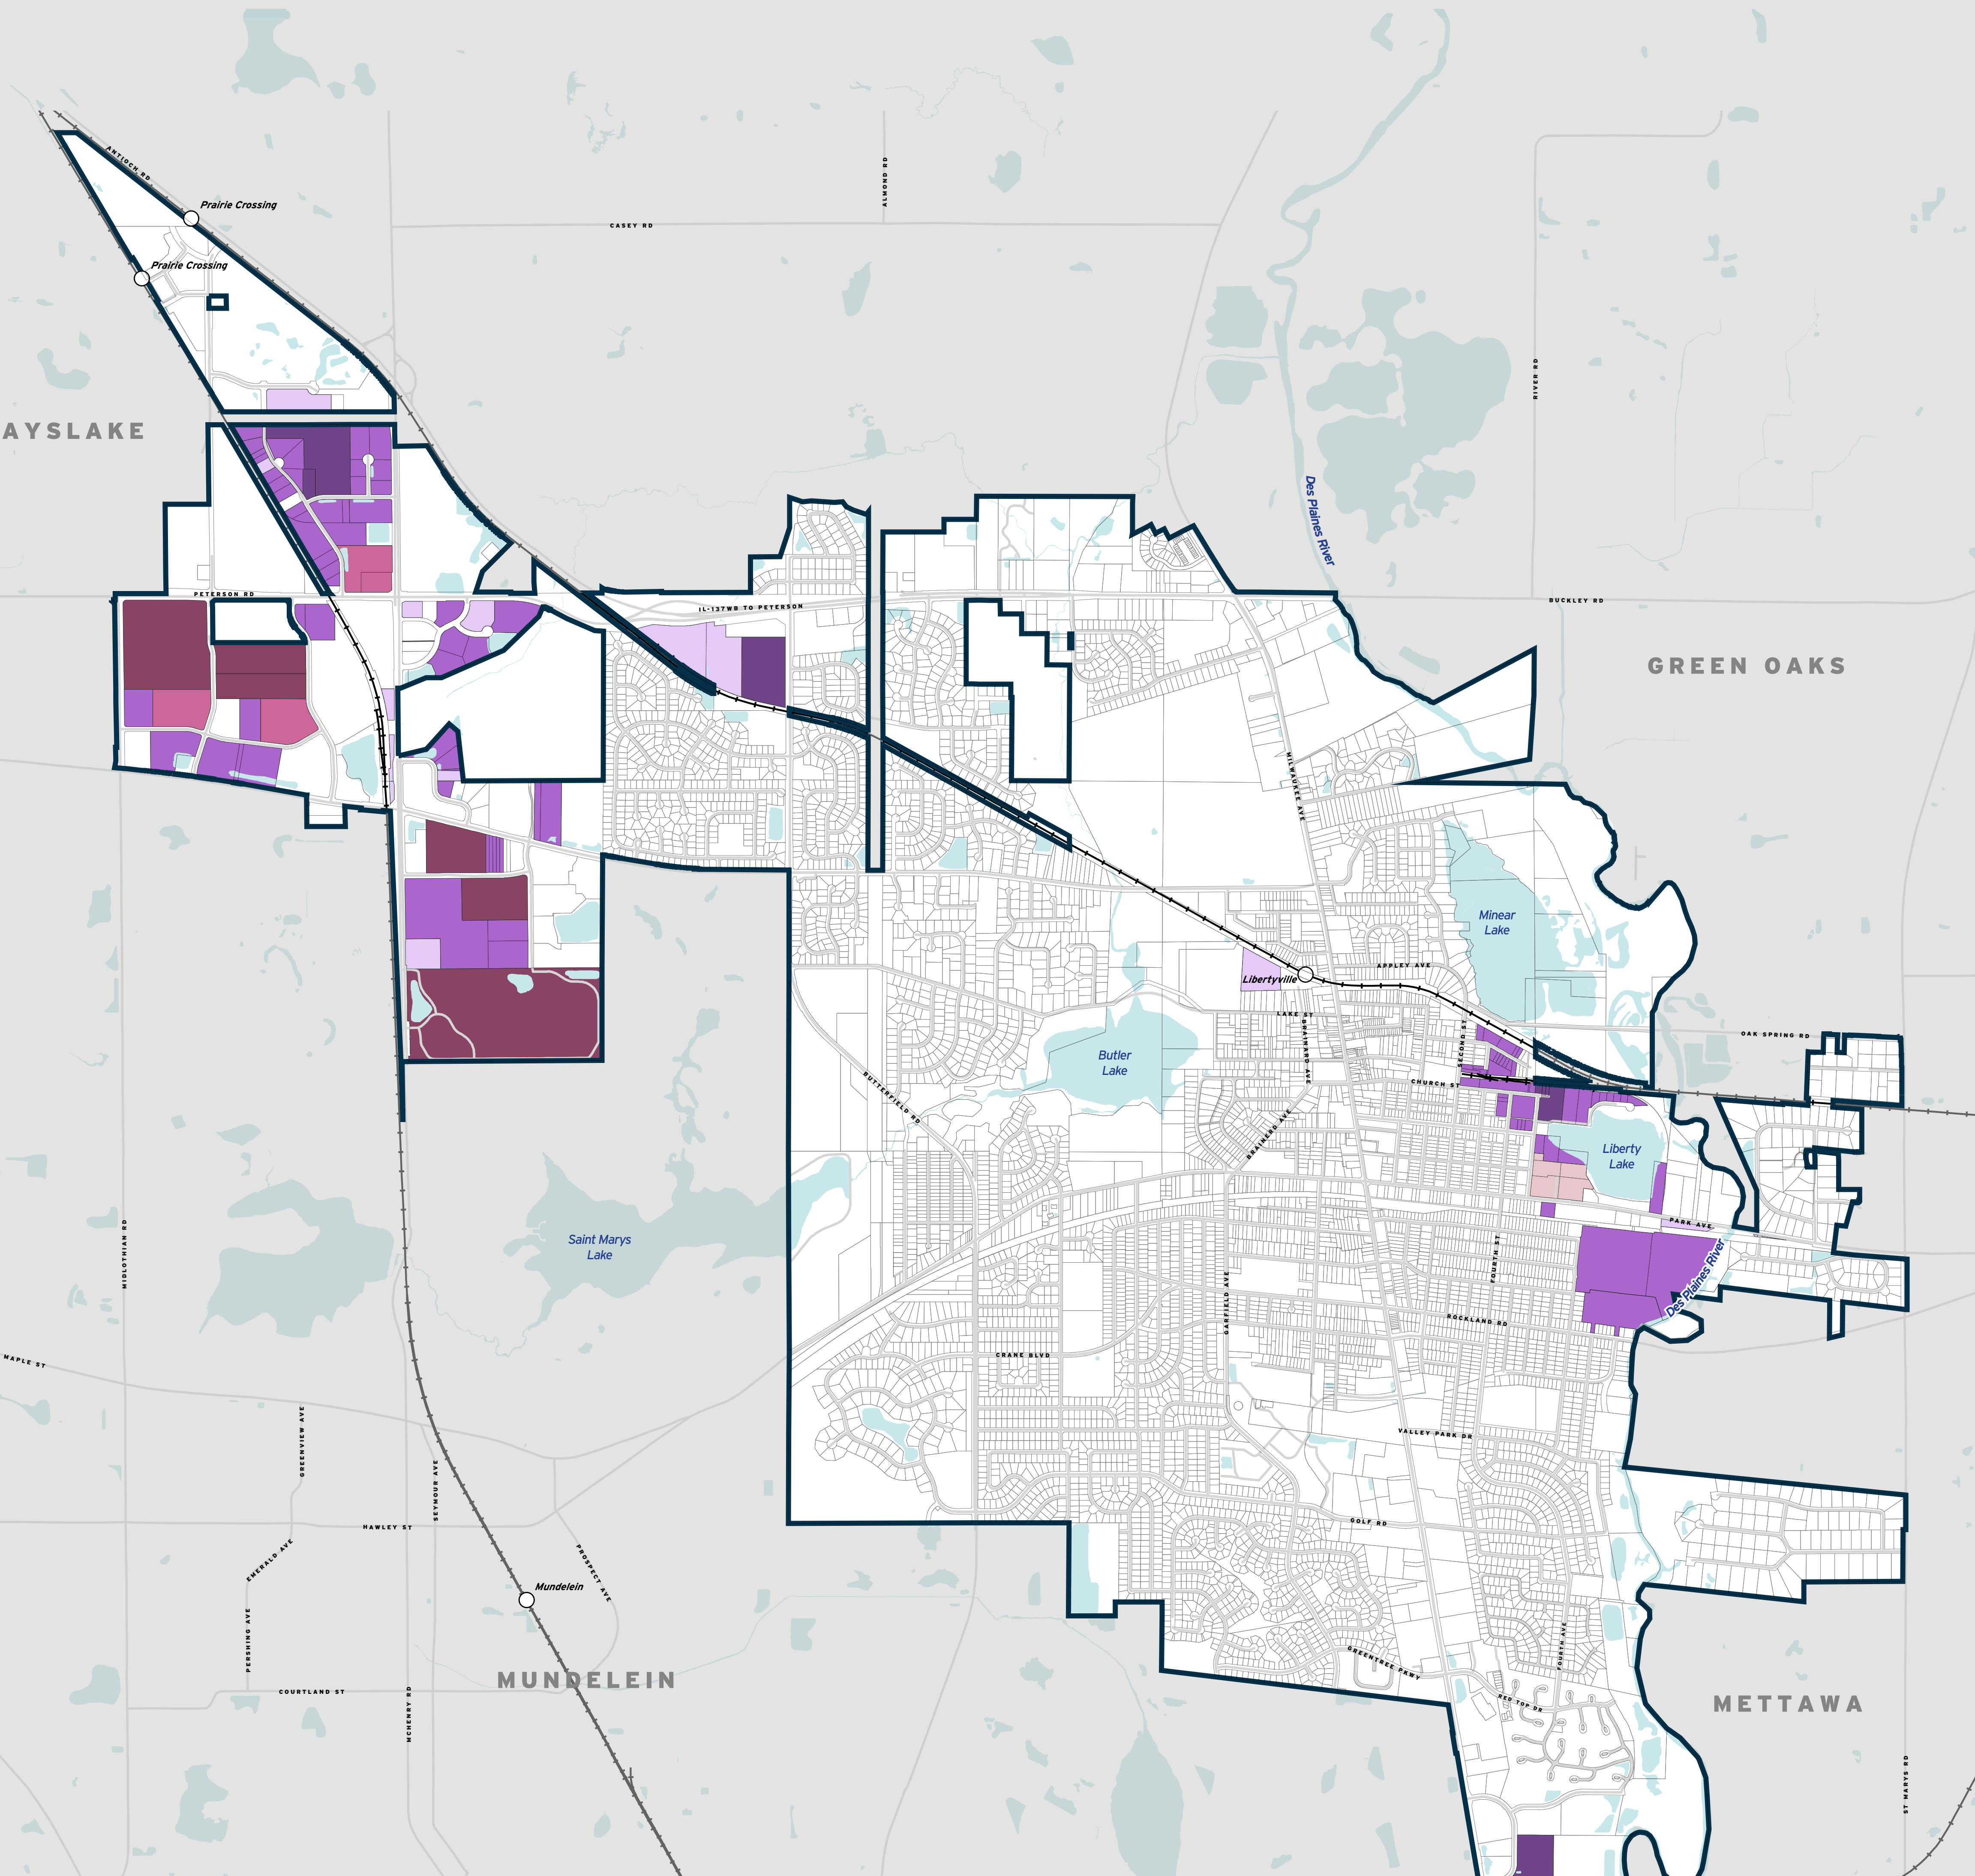 ANTIOCH RD
Prairie Crossing
Prairie Crossing
CASEY RD
ALMOND RD
RIVER RD
AYSLAKE
Des Plaines River
PETERSON RD
IL-137WB TO PETERSON
BUCKLEY RD
GREEN OAKS
MILWAUKEE AVE
Minear
Lake
APPLEY AVE
Libertyville
LAKE ST
BRAINARD AVE
SECOND ST
OAK SPRING RD
Butler
Lake
CHURCH ST
BUTTERFIELD RD
BRAINERD AVE
Liberty
Lake
PARK AVE
MIDLOTHIAN RD
Saint Marys
Lake
FOURTH ST
Des Plaines River
GARFIELD AVE
ROCKLAND RD
CRANE BLVD
MAPLE ST
GREENVIEW AVE
VALLEY PARK DR
SEYMOUR AVE
HAWLEY ST
GOLF RD
EMERALD AVE
PROSPECT AVE
Mundelein
PERSHING AVE
FOURTH AVE
GREENTREE PKWY
MUNDELEIN
COURTLAND ST
MCHENRY RD
RED TOP DR
METTAWA
ST MARYS RD